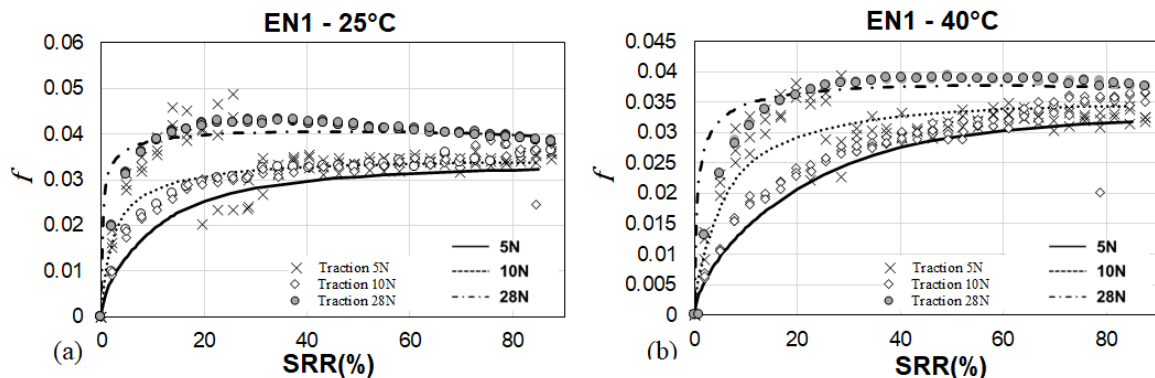 EN1 - 25°C
0.06
0.05
0.04
0.03
0.02
0.01
0
f
0
20
40
60
80
SRR(%)
Traction 5N
Traction 10N
Traction 28N
5N
10N
28N
(a)
EN1 - 40°C
0.045
0.04
0.035
0.03
0.025
0.02
0.015
0.01
0.005
0
f
0
20
40
60
80
SRR(%)
Traction 5N
Traction 10N
Traction 28N
5N
10N
28N
(b)